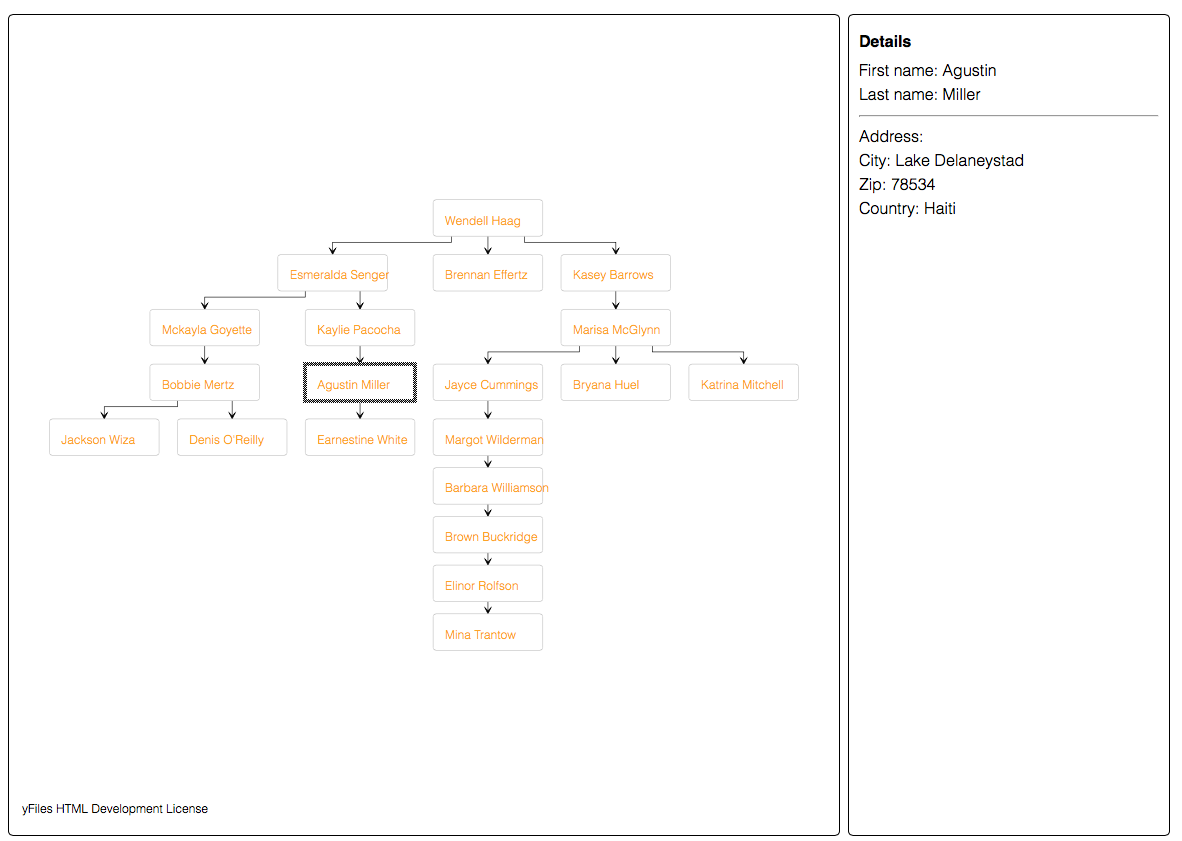 Wendell Haag
Esmeralda Senger
Brennan Effertz
Kasey Barrows
Mckayla Goyette
Kaylie Pacocha
Marisa McGlynn
Bobbie Mertz
Agustin Miller
Jayce Cummings
Bryana Huel
Katrina Mitchell
Jackson Wiza
Denis O'Reilly
Earnestine White
Margot Wilderman
Barbara Williamson
Brown Buckridge
Elinor Rolfson
Mina Trantow
yFiles HTML Development License
Details
First name: Agustin
Last name: Miller
Address:
City: Lake Delaneystad
Zip: 78534
Country: Haiti